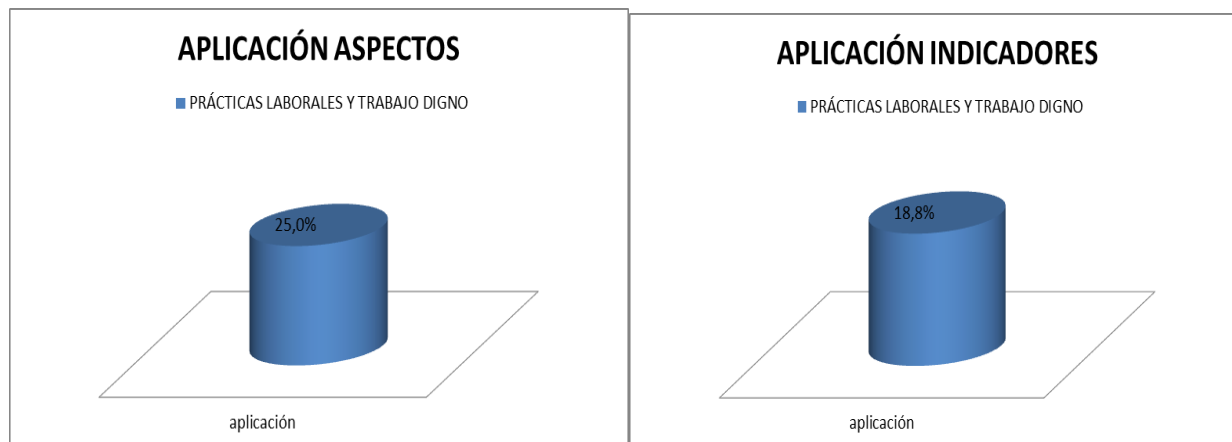 APLICACIÓN ASPECTOS
PRÁCTICAS LABORALES Y TRABAJO DIGNO
25,0%
aplicación
APLICACIÓN INDICADORES
PRÁCTICAS LABORALES Y TRABAJO DIGNO
18,8%
aplicación